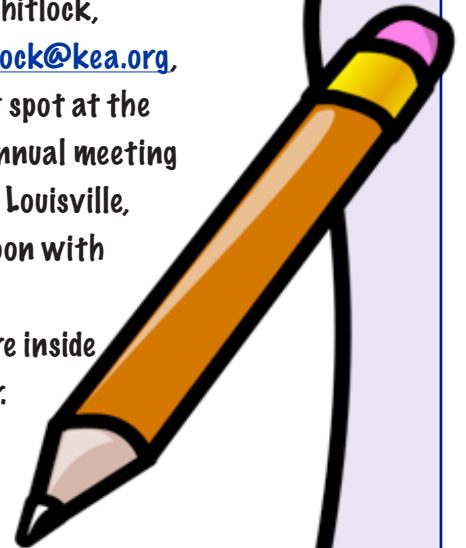 hitlock,
ock@kea.org,
spot at the
nnual meeting
Louisville,
oon with
re inside